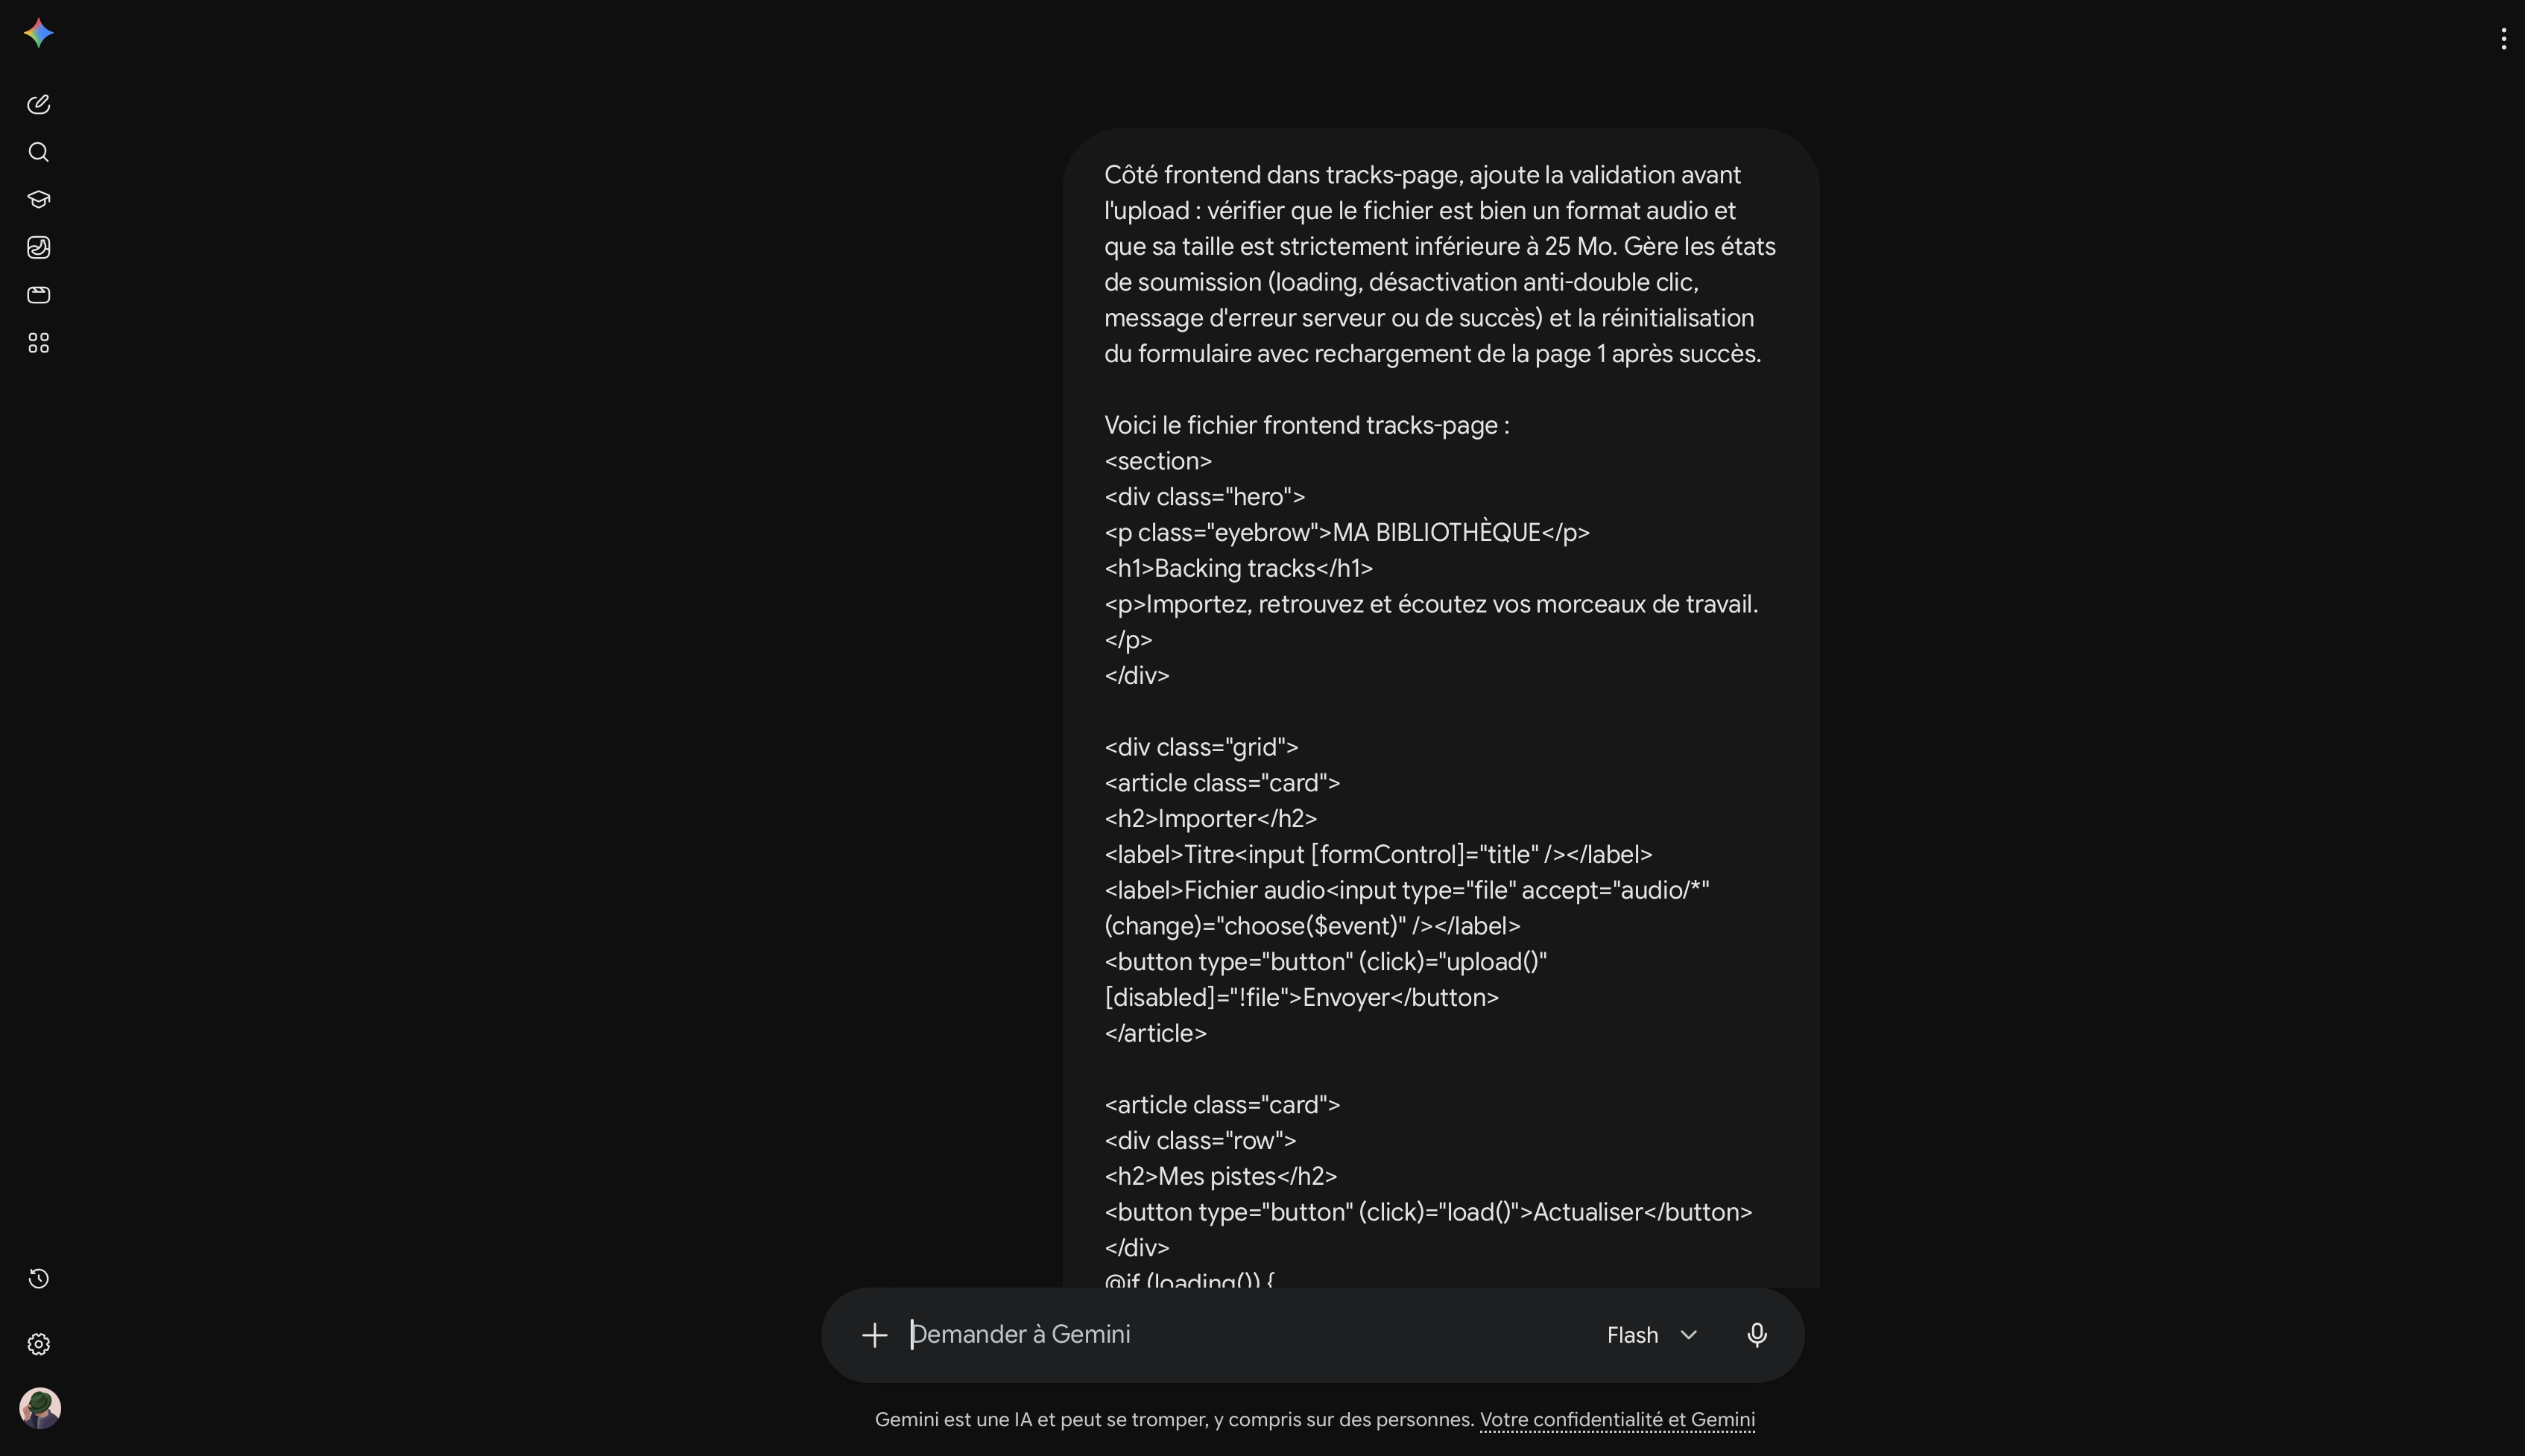 Côté frontend dans tracks-page, ajoute la validation avant
l'upload : vérifier que le fichier est bien un format audio et
que sa taille est strictement inférieure à 25 Mo. Gère les états
de soumission (loading, désactivation anti-double clic,
message d'erreur serveur ou de succès) et la réinitialisation
du formulaire avec rechargement de la page 1 après succès.
Voici le fichier frontend tracks-page :
<section>
<div class="hero">
<p class="eyebrow">MA BIBLIOTHÈQUE</p>
<h1>Backing tracks</h1>
<p>Importez, retrouvez et écoutez vos morceaux de travail.
</p>
</div>
<div class="grid">
<article class="card">
<h2>Importer</h2>
<label>Titre<input [formControl]="title" /></label>
<label>Fichier audio<input type="file" accept="audio/*"
(change)="choose($event)" /></label>
<button type="button" (click)="upload()"
[disabled]="!file">Envoyer</button>
</article>
<article class="card">
<div class="row">
<h2>Mes pistes</h2>
<button type="button" (click)="load()">Actualiser</button>
</div>
@if (loading()) {
Demander à Gemini
Flash
Gemini est une IA et peut se tromper, y compris sur des personnes. Votre confidentialité et Gemini